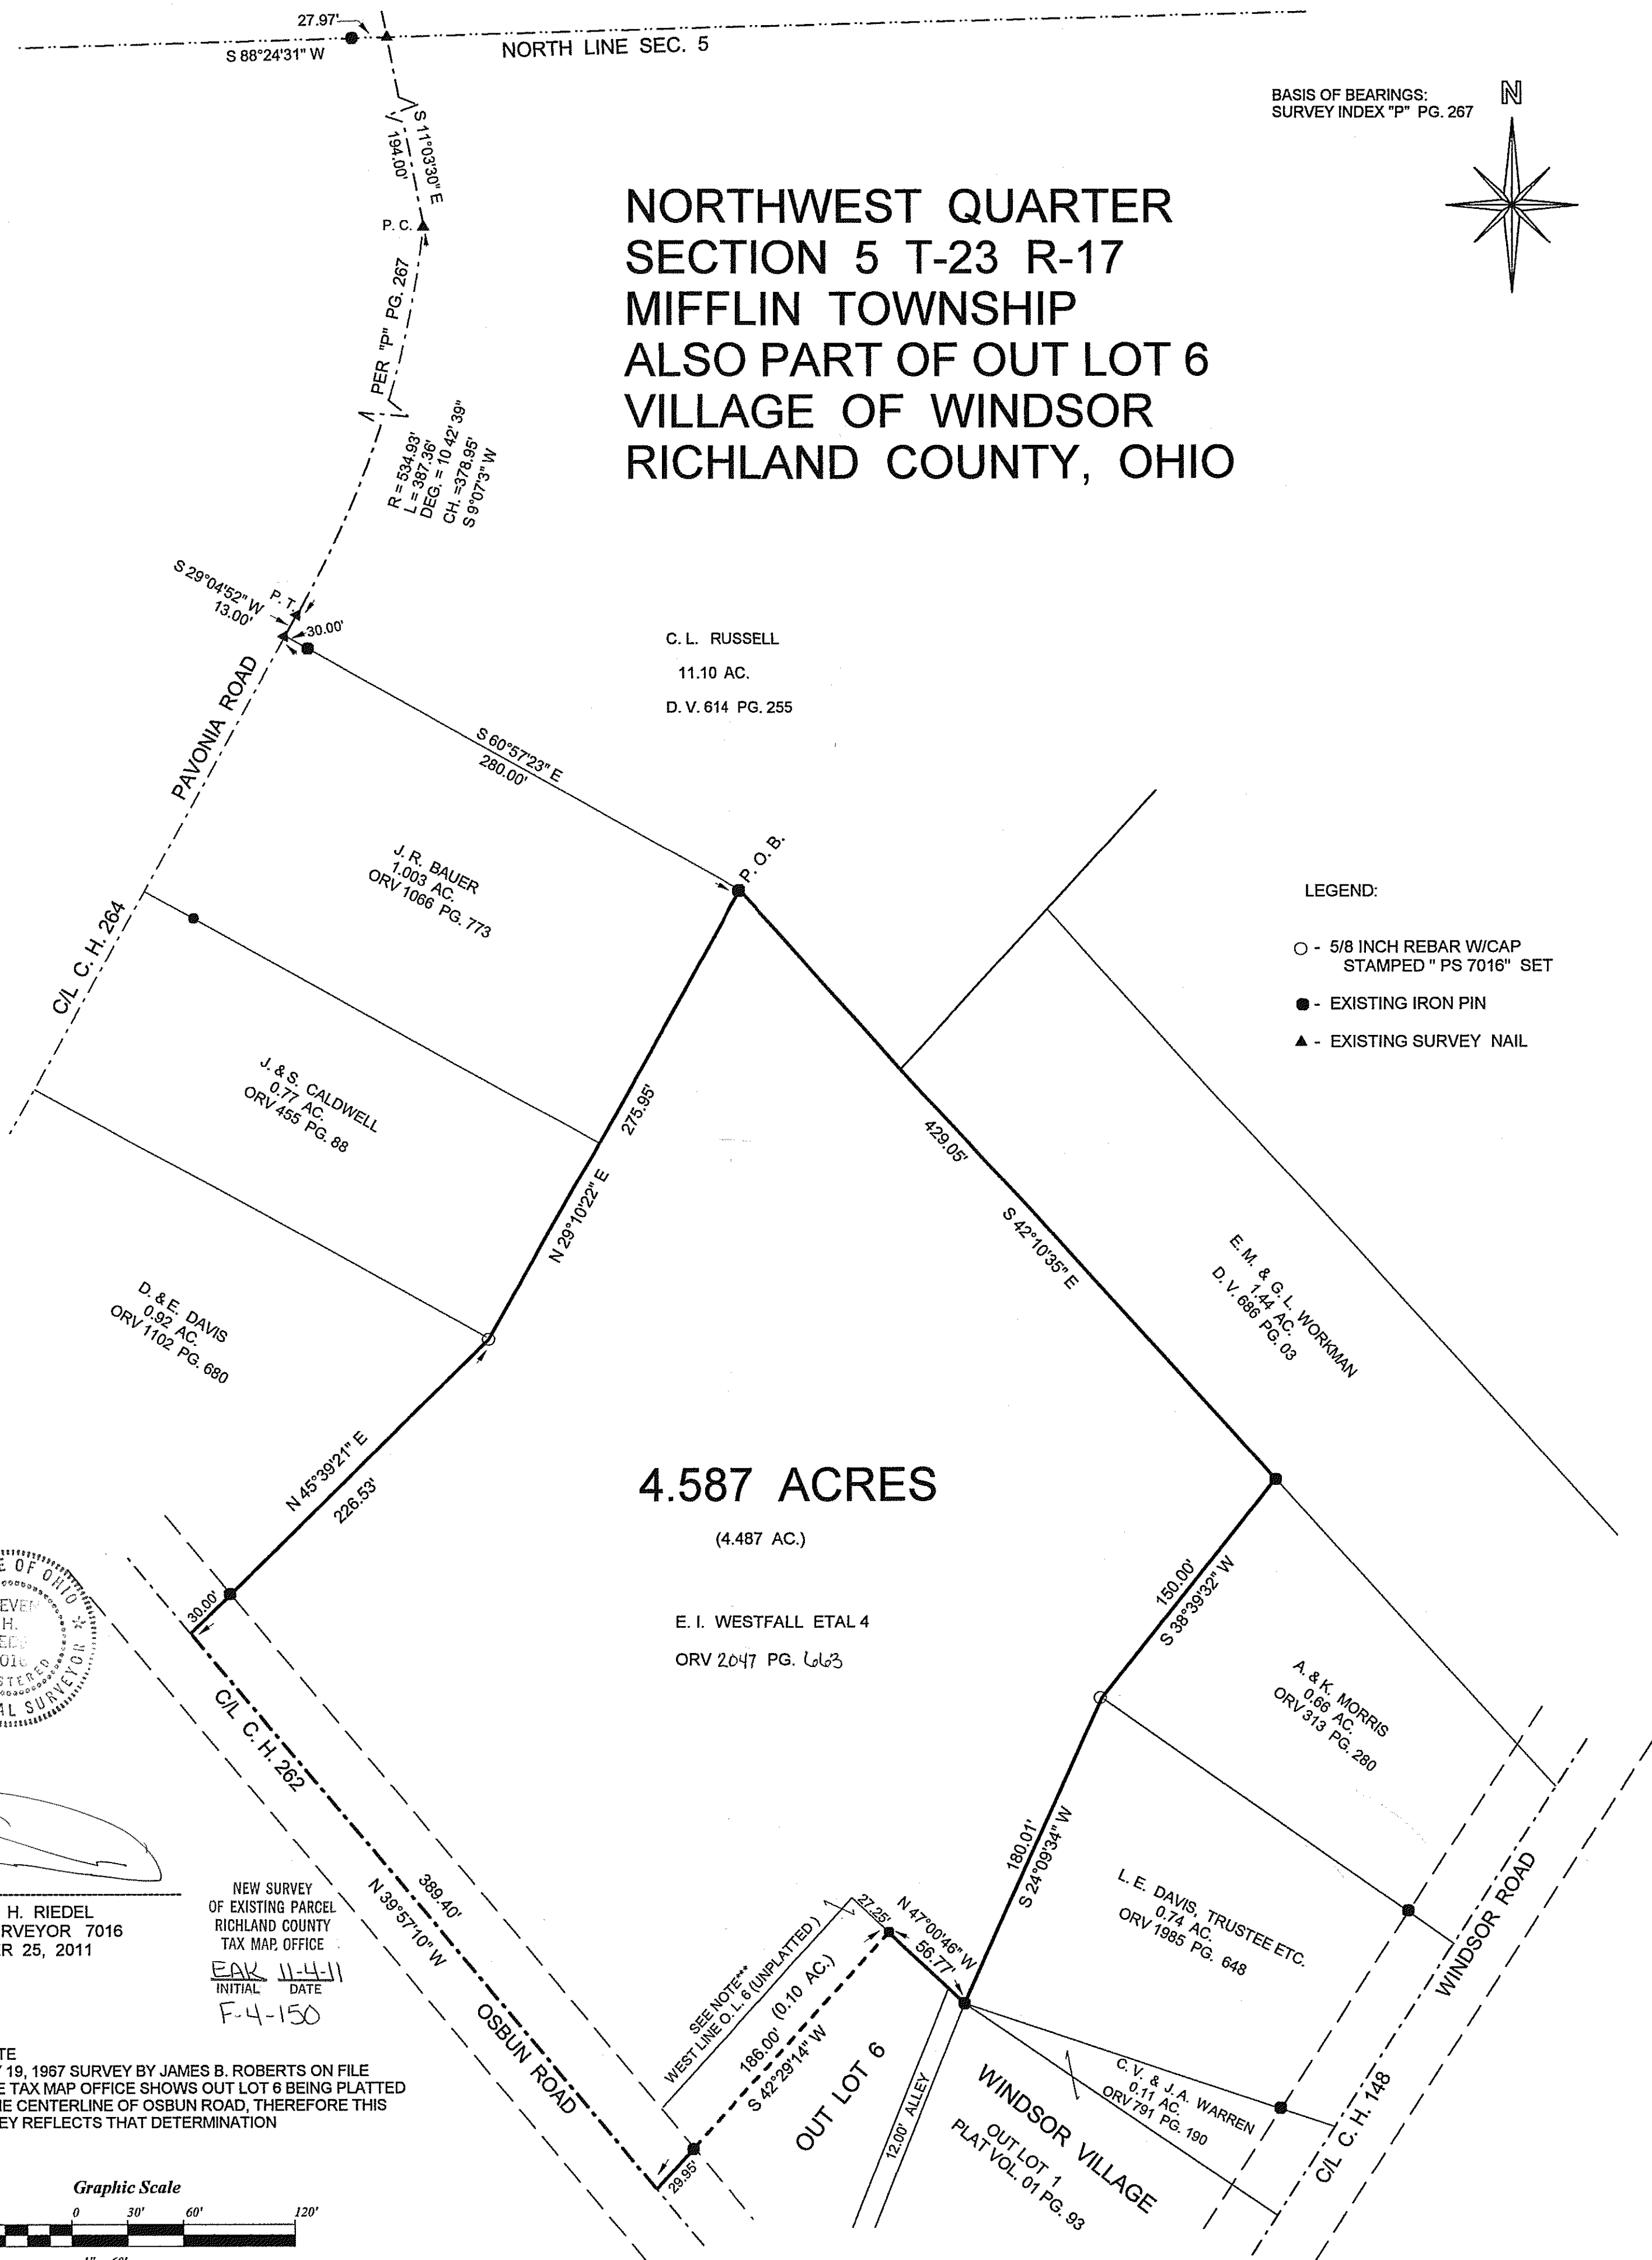 27.97'
S 88°24'31" W
NORTH LINE SEC. 5
BASIS OF BEARINGS:
SURVEY INDEX "P" PG. 267
N
S 11°03'30" E
194.00'
P. C.
PER "P" PG. 267
NORTHWEST QUARTER
SECTION 5 T-23 R-17
MIFFLIN TOWNSHIP
ALSO PART OF OUT LOT 6
VILLAGE OF WINDSOR
RICHLAND COUNTY, OHIO
R = 534.93'
L = 387.36'
DEG. = 10 42' 39"
CH. =378.95'
S 9°07'3" W
S 29°04'52" W
13.00'
P. T.
30.00'
C. L. RUSSELL
11.10 AC.
D. V. 614 PG. 255
PAVONIA ROAD
C/L C. H. 264
S 60°57'23" E
280.00'
P. O. B.
J. R. BAUER
1.003 AC.
ORV 1066 PG. 773
LEGEND:
- 5/8 INCH REBAR W/CAP
STAMPED " PS 7016" SET
- EXISTING IRON PIN
- EXISTING SURVEY NAIL
J. & S. CALDWELL
0.77 AC.
ORV 455 PG. 88
275.95'
N 29°10'22" E
429.05'
S 42°10'35" E
E. M. & G. L. WORKMAN
1.44 AC.
D. V. 686 PG. 03
D. & E. DAVIS
0.92 AC.
ORV 1102 PG. 680
N 45°39'21" E
226.53'
4.587 ACRES
(4.487 AC.)
E. I. WESTFALL ETAL 4
ORV 2047 PG. 663
150.00'
S 38°39'32" W
30.00'
E OF OHIO
EVEN
H.
STERED
AL SURVEYOR
A. & K. MORRIS
0.66 AC.
ORV 313 PG. 280
C/L C. H. 262
389.40'
N 39°57'10" W
OSBUN ROAD
180.01'
S 24°09'34" W
L. E. DAVIS, TRUSTEE ETC.
0.74 AC.
ORV 1985 PG. 648
WINDSOR ROAD
C/L C. H. 148
H. RIEDEL
RVEYOR 7016
R 25, 2011
NEW SURVEY
OF EXISTING PARCEL
RICHLAND COUNTY
TAX MAP OFFICE
EAK 11-4-11
INITIAL DATE
F-4-150
27.25'
N 47°00'46" W
56.77'
SEE NOTE***
WEST LINE O. L. 6 (UNPLATTED )
186.00' (0.10 AC.)
S 42°29'14" W
29.95'
OUT LOT 6
12.00' ALLEY
C. V. & J.A. WARREN
0.11 AC.
ORV 791 PG. 190
WINDSOR VILLAGE
OUT LOT 1
PLAT VOL. 01 PG. 93
TE
Y 19, 1967 SURVEY BY JAMES B. ROBERTS ON FILE
E TAX MAP OFFICE SHOWS OUT LOT 6 BEING PLATTED
HE CENTERLINE OF OSBUN ROAD, THEREFORE THIS
EY REFLECTS THAT DETERMINATION
Graphic Scale
0 30' 60' 120'